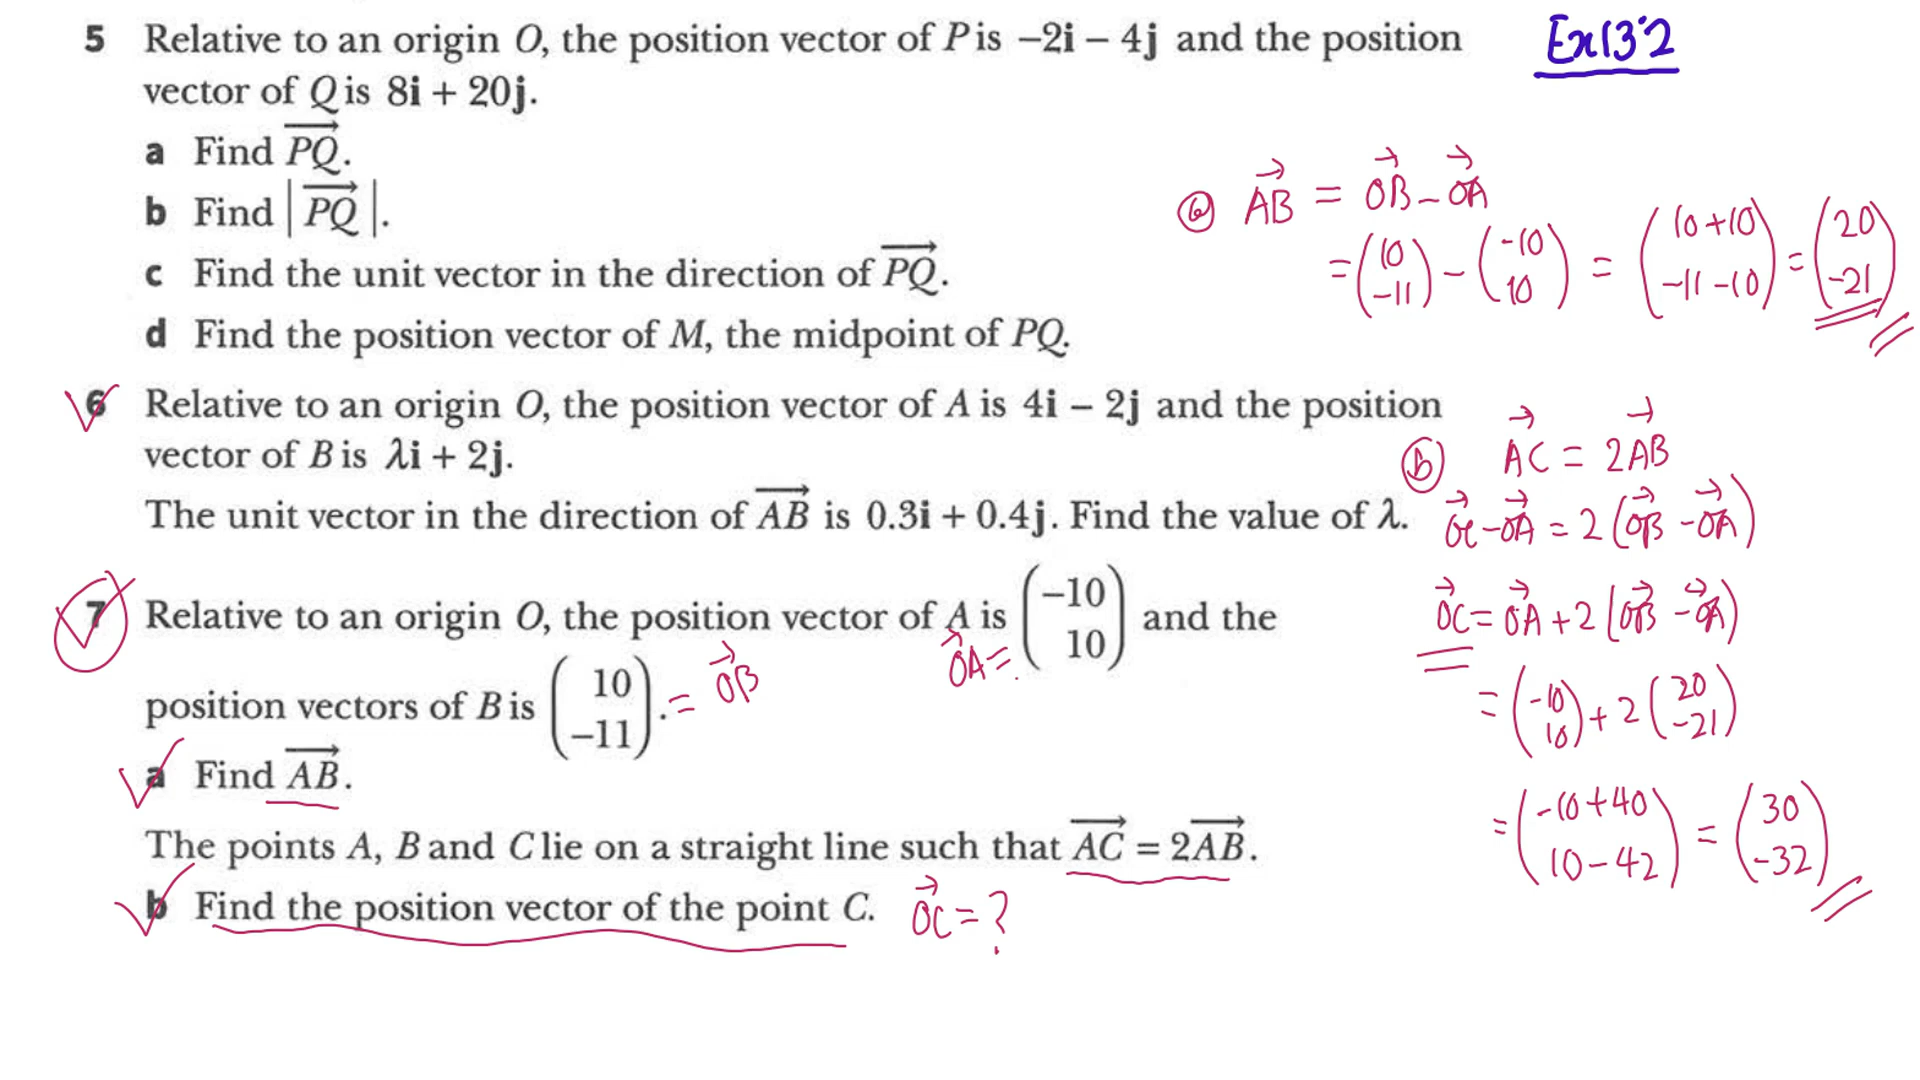 5 Relative to an origin O, the position vector of P is −2i − 4j and the position
vector of Q is 8i + 20j.
a Find →PQ.
b Find |→PQ|.
c Find the unit vector in the direction of →PQ.
d Find the position vector of M, the midpoint of PQ.
6 Relative to an origin O, the position vector of A is 4i − 2j and the position
vector of B is λi + 2j.
The unit vector in the direction of →AB is 0.3i + 0.4j. Find the value of λ.
7 Relative to an origin O, the position vector of A is (−10 10) and the
→OA =
position vectors of B is (10 −11). = →OB
a Find →AB.
The points A, B and C lie on a straight line such that →AC = 2→AB.
b Find the position vector of the point C. →OC = ?
Ex13.2
→AB = →OB − →OA
= (10 −11) − (−10 10) = (10+10 −11−10) = (20 −21)
(b) →AC = 2→AB
→OC − →OA = 2(→OB − →OA)
→OC = →OA + 2(→OB − →OA)
= (−10 10) + 2(20 −21)
= (−10+40 10−42) = (30 −32)